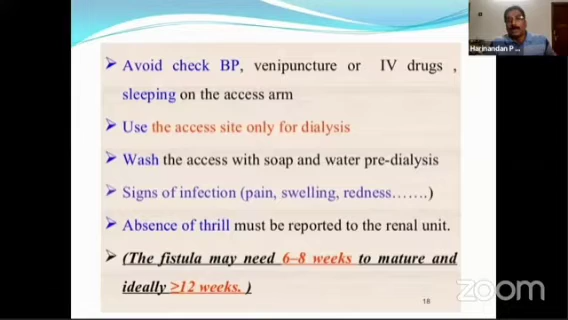 Avoid check BP, venipuncture or IV drugs ,
sleeping on the access arm
Use the access site only for dialysis
Wash the access with soap and water pre-dialysis
Signs of infection (pain, swelling, redness…….)
Absence of thrill must be reported to the renal unit.
(The fistula may need 6–8 weeks to mature and
ideally ≥12 weeks. )
18
Harinandan P ...
zoom